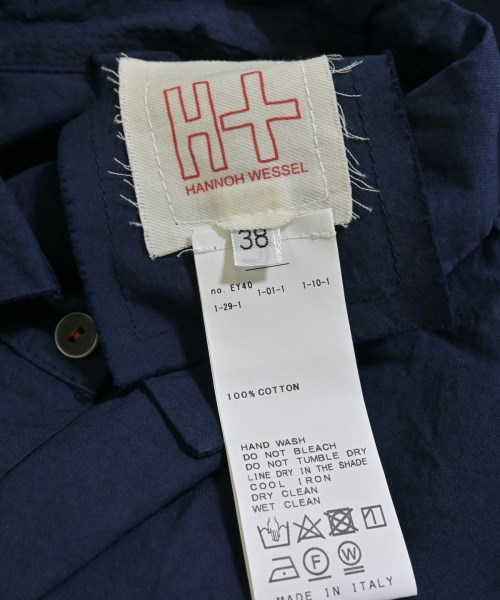 H+
HANNOH WESSEL
38
no. EY40 1-01-1 1-10-1
1-29-1
100% COTTON
HAND WASH
DO NOT BLEACH
DO NOT TUMBLE DRY
LINE DRY IN THE SHADE
COOL IRON
DRY CLEAN
WET CLEAN
F W
MADE IN ITALY